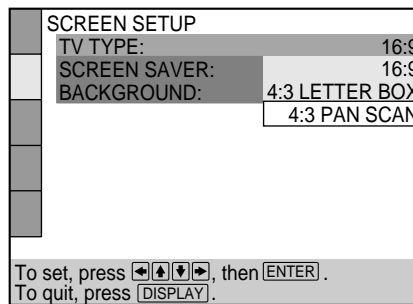 SCREEN SETUP
TV TYPE: 16:9
SCREEN SAVER: 16:9
BACKGROUND: 4:3 LETTER BOX
4:3 PAN SCAN
To set, press ←↑↓→, then ENTER.
To quit, press DISPLAY.